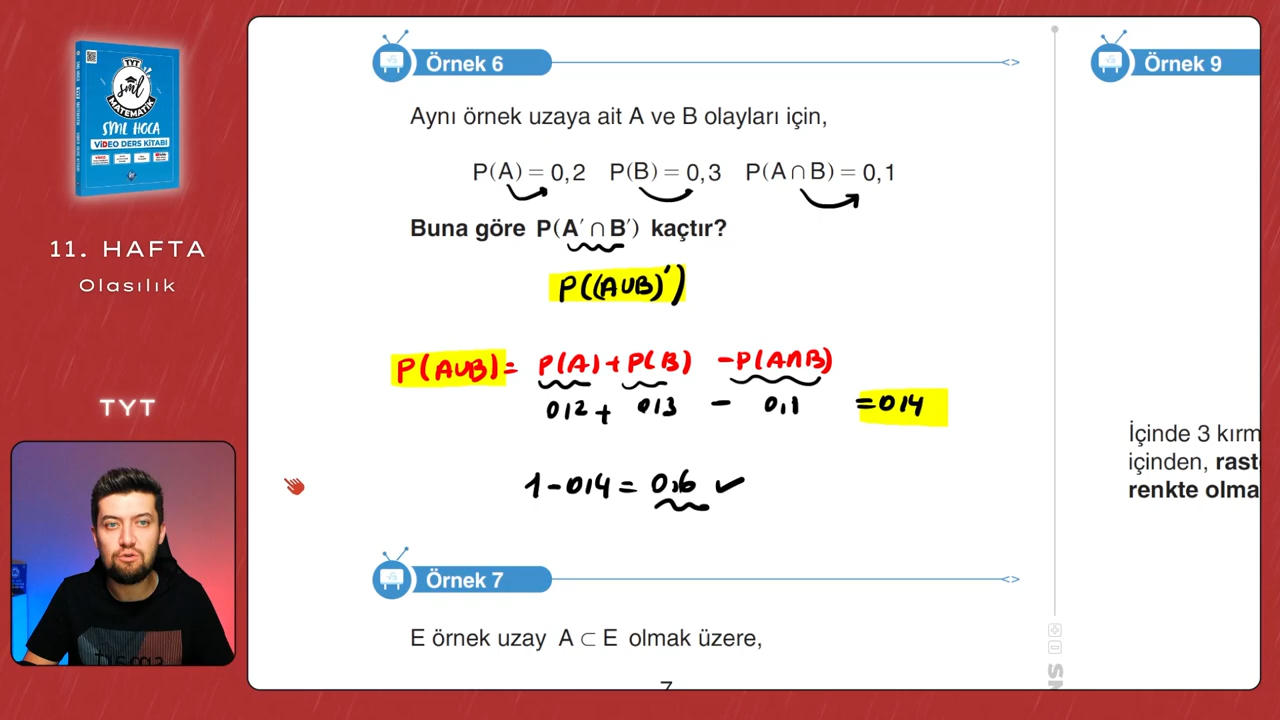 TYT
sml
MATEMATİK
SML HOCA
VİDEO DERS KİTABI
11. HAFTA
Olasılık
TYT
Örnek 6
Aynı örnek uzaya ait A ve B olayları için,
P(A) = 0,2 P(B) = 0,3 P(A ∩ B) = 0,1
Buna göre P(A′ ∩ B′) kaçtır?
P((A∪B)′)
P(A∪B) = P(A) + P(B) - P(A∩B)
0,2 + 0,3 - 0,1 = 0,4
1 - 0,4 = 0,6 ✓
Örnek 7
E örnek uzay A ⊂ E olmak üzere,
Örnek 9
İçinde 3 kırm
içinden, rast
renkte olma